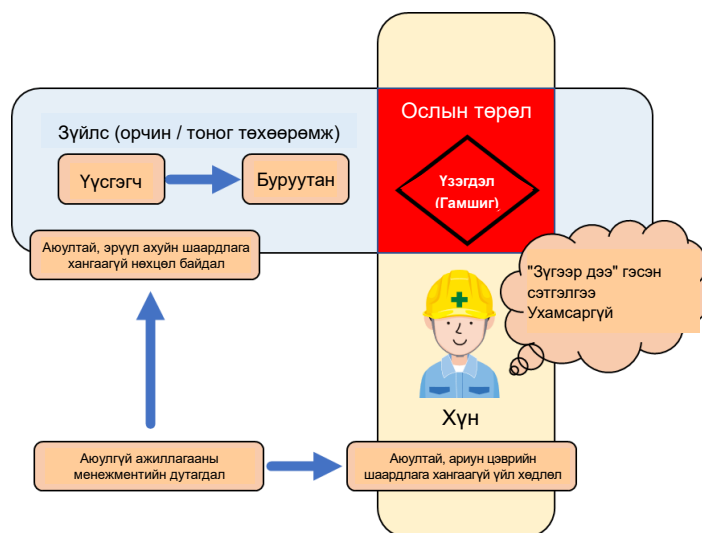 Ослын төрөл
Зүйлс (орчин / тоног төхөөрөмж)
Үүсгэгч
Буруутан
Үзэгдэл
(Гамшиг)
Аюултай, эрүүл ахуйн шаардлага
хангаагүй нөхцөл байдал
"Зүгээр дээ" гэсэн
сэтгэлгээ
Ухамсаргүй
Хүн
Аюулгүй ажиллагааны
менежментийн дутагдал
Аюултай, ариун цэврийн
шаардлага хангаагүй үйл хөдлөл